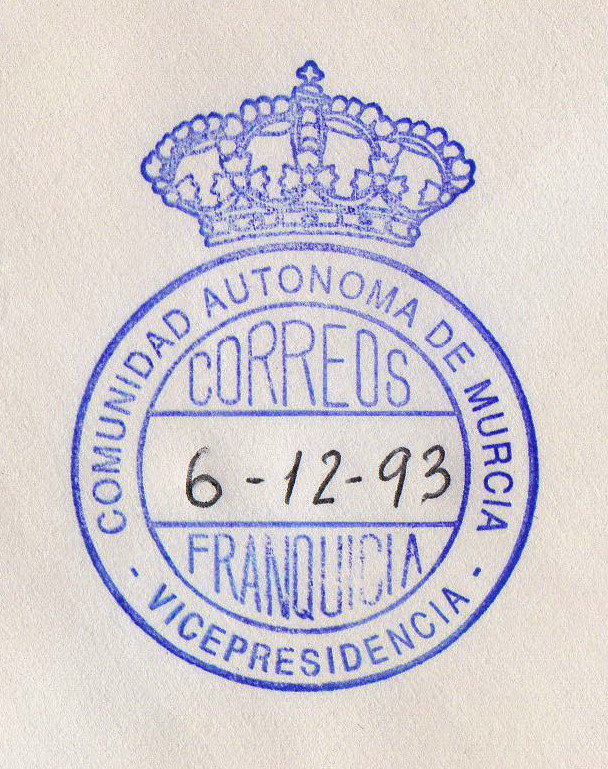 COMUNIDAD AUTONOMA DE MURCIA
CORREOS
6-12-93
FRANQUICIA
- VICEPRESIDENCIA -